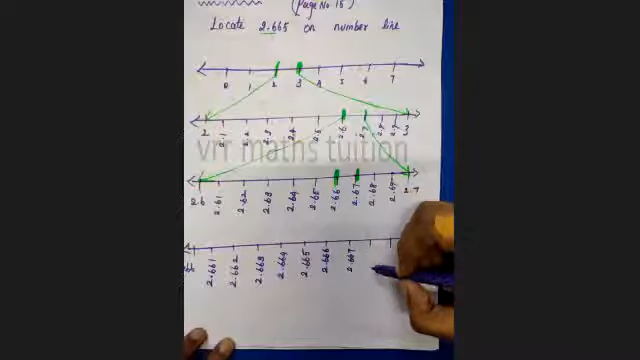 (Page No 15)
Locate 2.665 on number line
0 1 2 3 4 5 6 7
2 2.1 2.2 2.3 2.4 2.5 2.6 2.7 2.8 2.9 3
vrr maths tuition
2.6 2.61 2.62 2.63 2.64 2.65 2.66 2.67 2.68 2.69 2.7
2.661 2.662 2.663 2.664 2.665 2.666 2.667